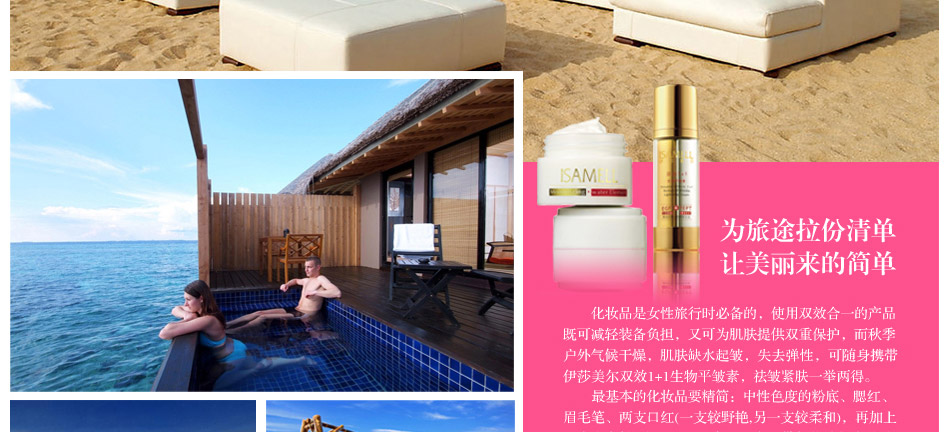 ISAMILL
为旅途拉份清单
让美丽来的简单
化妆品是女性旅行时必备的，使用双效合一的产品
既可减轻装备负担，又可为肌肤提供双重保护，而秋季
户外气候干燥，肌肤缺水起皱，失去弹性，可随身携带
伊莎美尔双效1+1生物平皱素，祛皱紧肤一举两得。
最基本的化妆品要精简：中性色度的粉底、腮红、
眉毛笔、两支口红(一支较野艳,另一支较柔和)，再加上